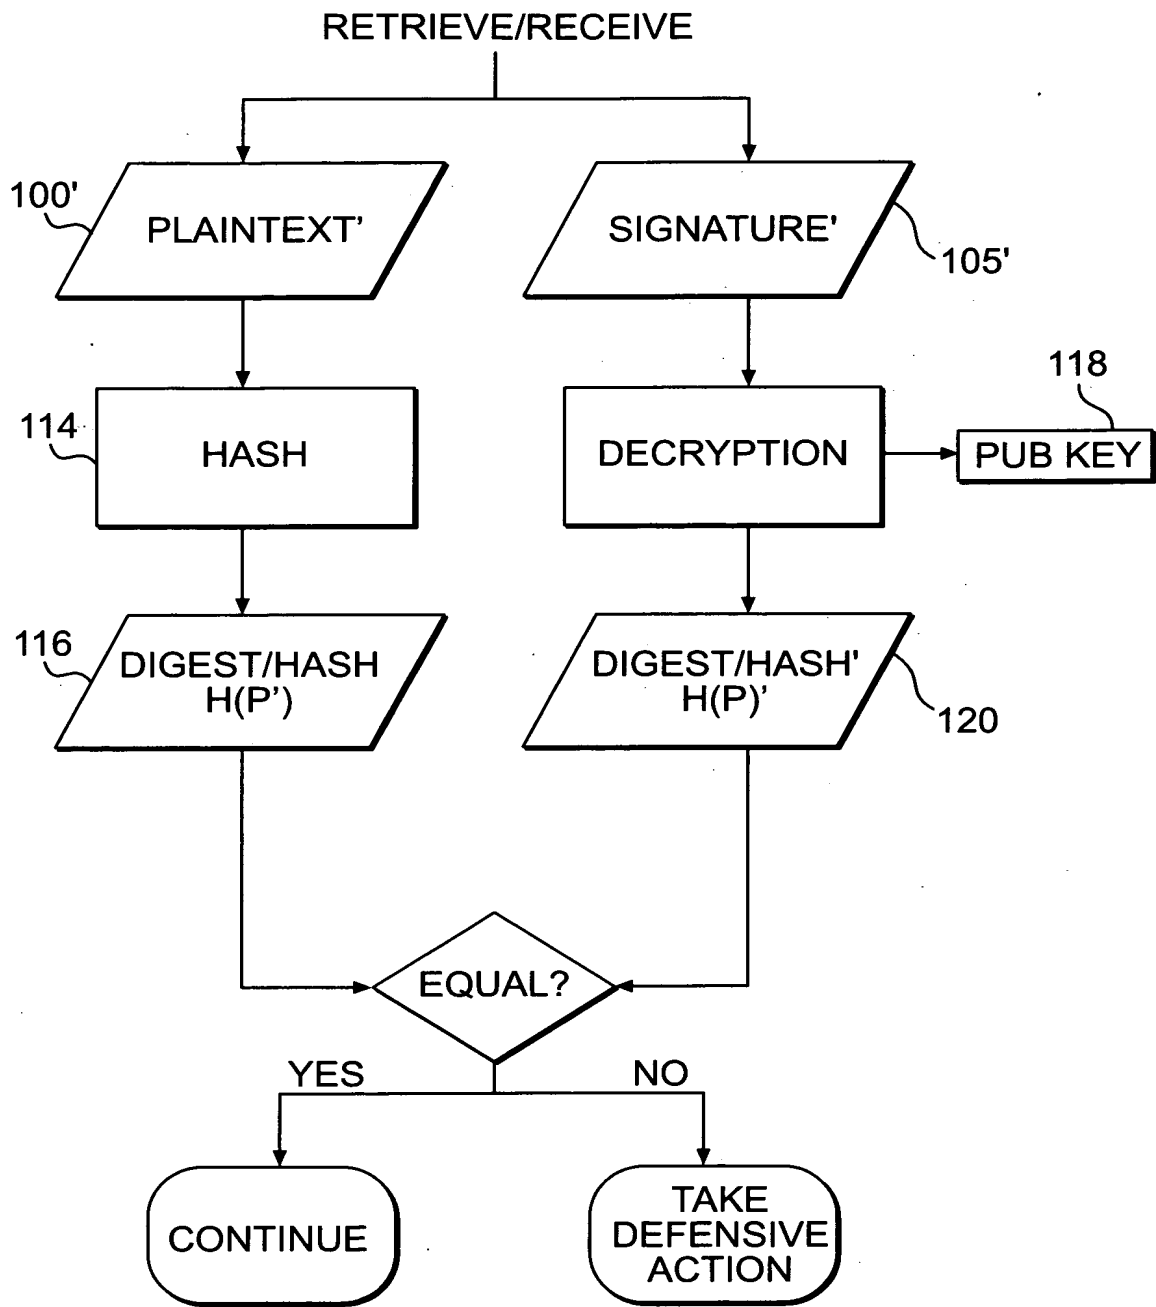 RETRIEVE/RECEIVE
100'
PLAINTEXT'
SIGNATURE'
105'
114
HASH
DECRYPTION
118
PUB KEY
116
DIGEST/HASH
H(P')
DIGEST/HASH'
H(P)'
120
EQUAL?
YES
NO
CONTINUE
TAKE
DEFENSIVE
ACTION